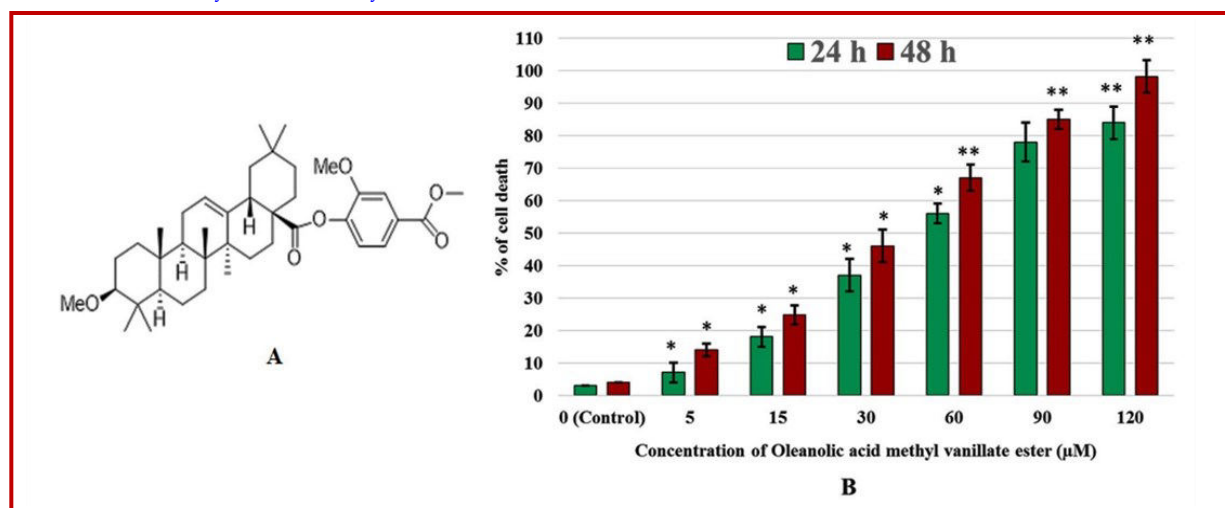 MeO
O
O
O
O
O
MeO
H
H
H
A
% of cell death
110
100
90
80
70
60
50
40
30
20
10
0
24 h 48 h
* * * * * * * ** ** ** **
0 (Control) 5 15 30 60 90 120
Concentration of Oleanolic acid methyl vanillate ester (µM)
B